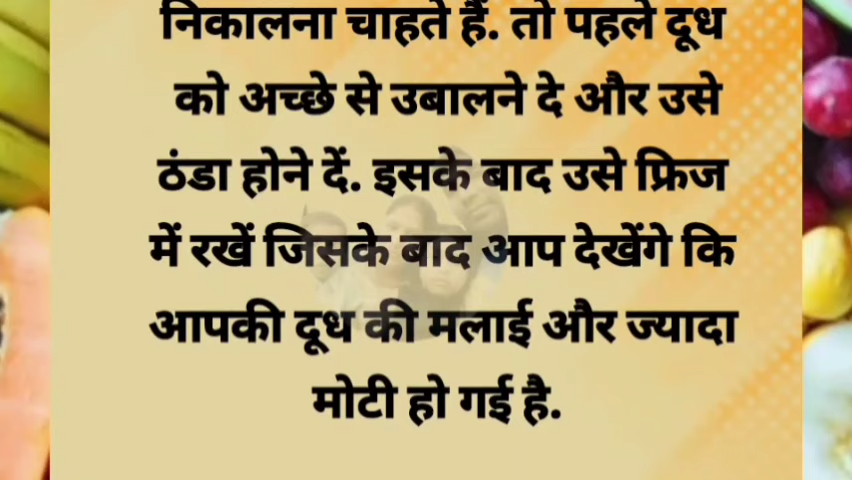 निकालना चाहते हैं. तो पहले दूध
को अच्छे से उबालने दे और उसे
ठंडा होने दें. इसके बाद उसे फ्रिज
में रखें जिसके बाद आप देखेंगे कि
आपकी दूध की मलाई और ज्यादा
मोटी हो गई है.